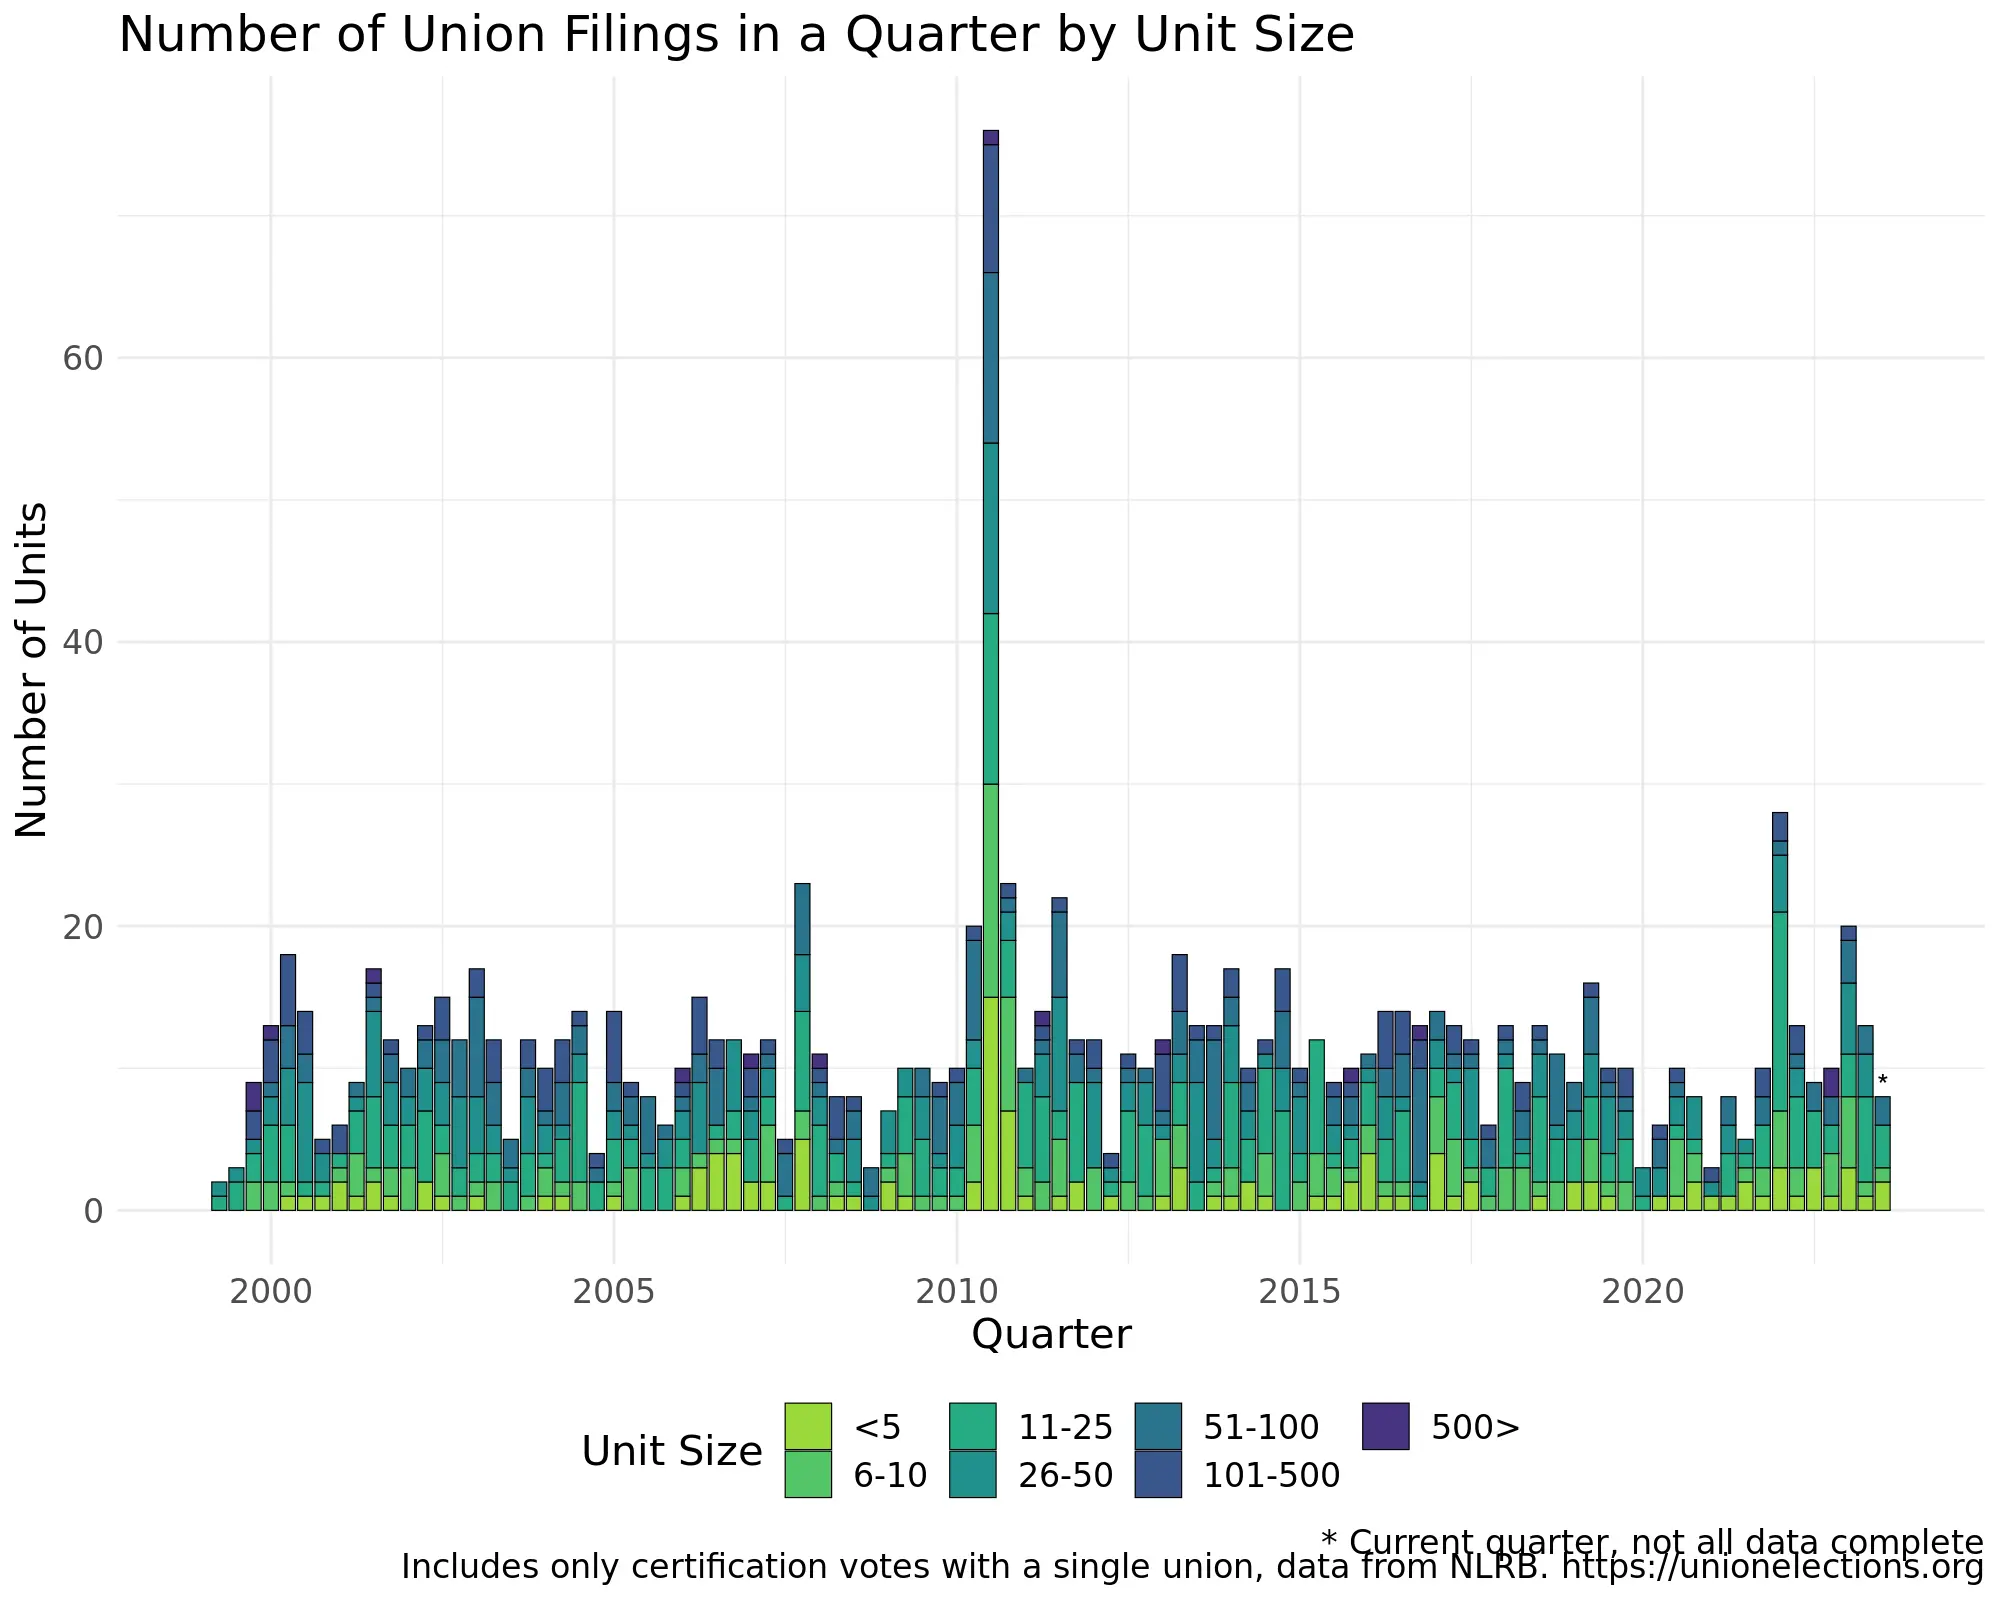 Number of Union Filings in a Quarter by Unit Size
Number of Units
60
40
20
0
*
2000 2005 2010 2015 2020
Quarter
Unit Size
<5 11-25 51-100 500>
6-10 26-50 101-500
* Current quarter, not all data complete
Includes only certification votes with a single union, data from NLRB. https://unionelections.org